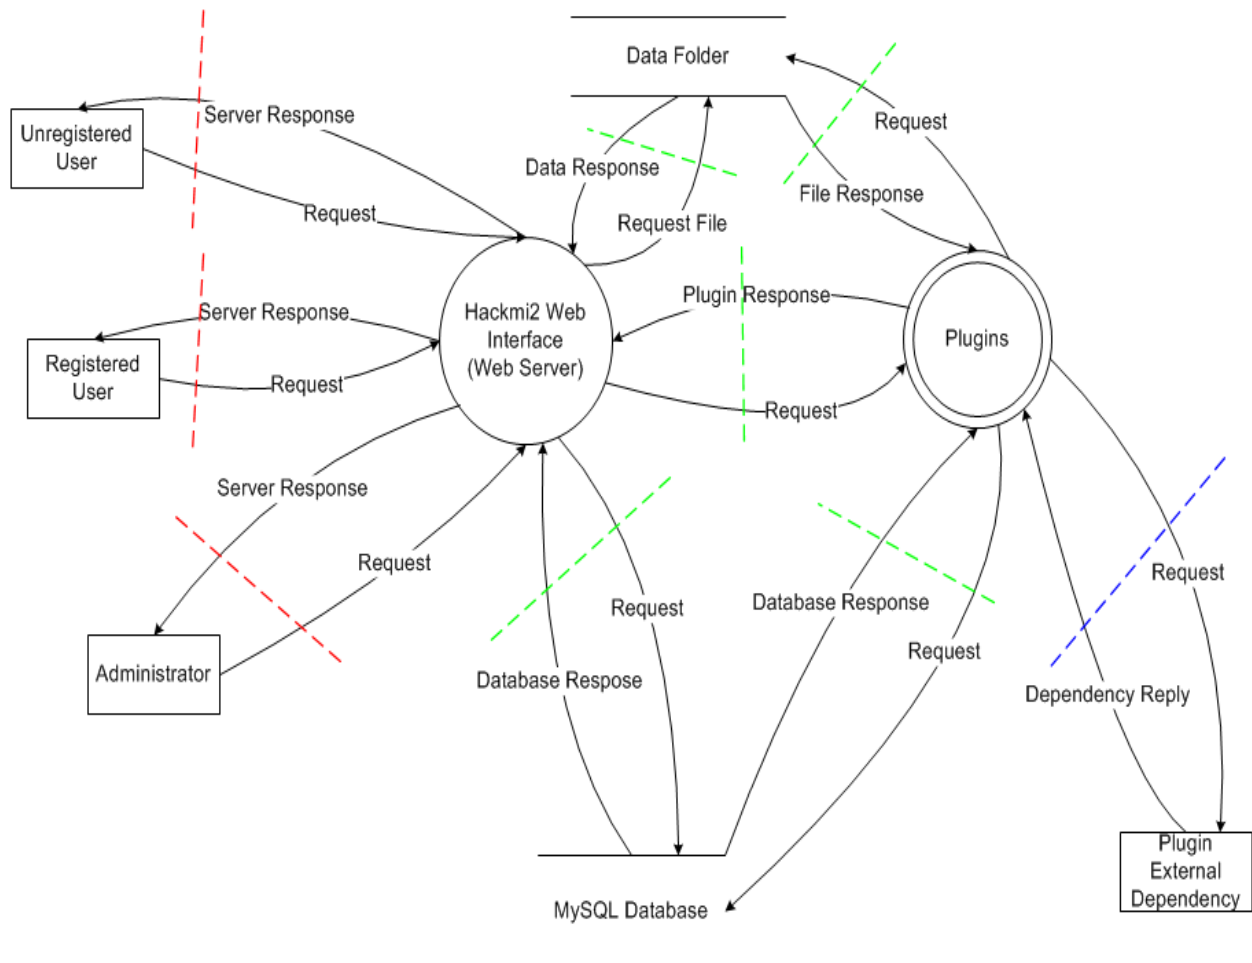 Data Folder
Server Response
Request
Unregistered
User
Data Response
File Response
Request
Request File
Server Response
Plugin Response
Hackmi2 Web
Interface
(Web Server)
Plugins
Registered
User
Request
Request
Server Response
Request
Request
Database Response
Request
Request
Administrator
Database Respose
Dependency Reply
Plugin
External
Dependency
MySQL Database